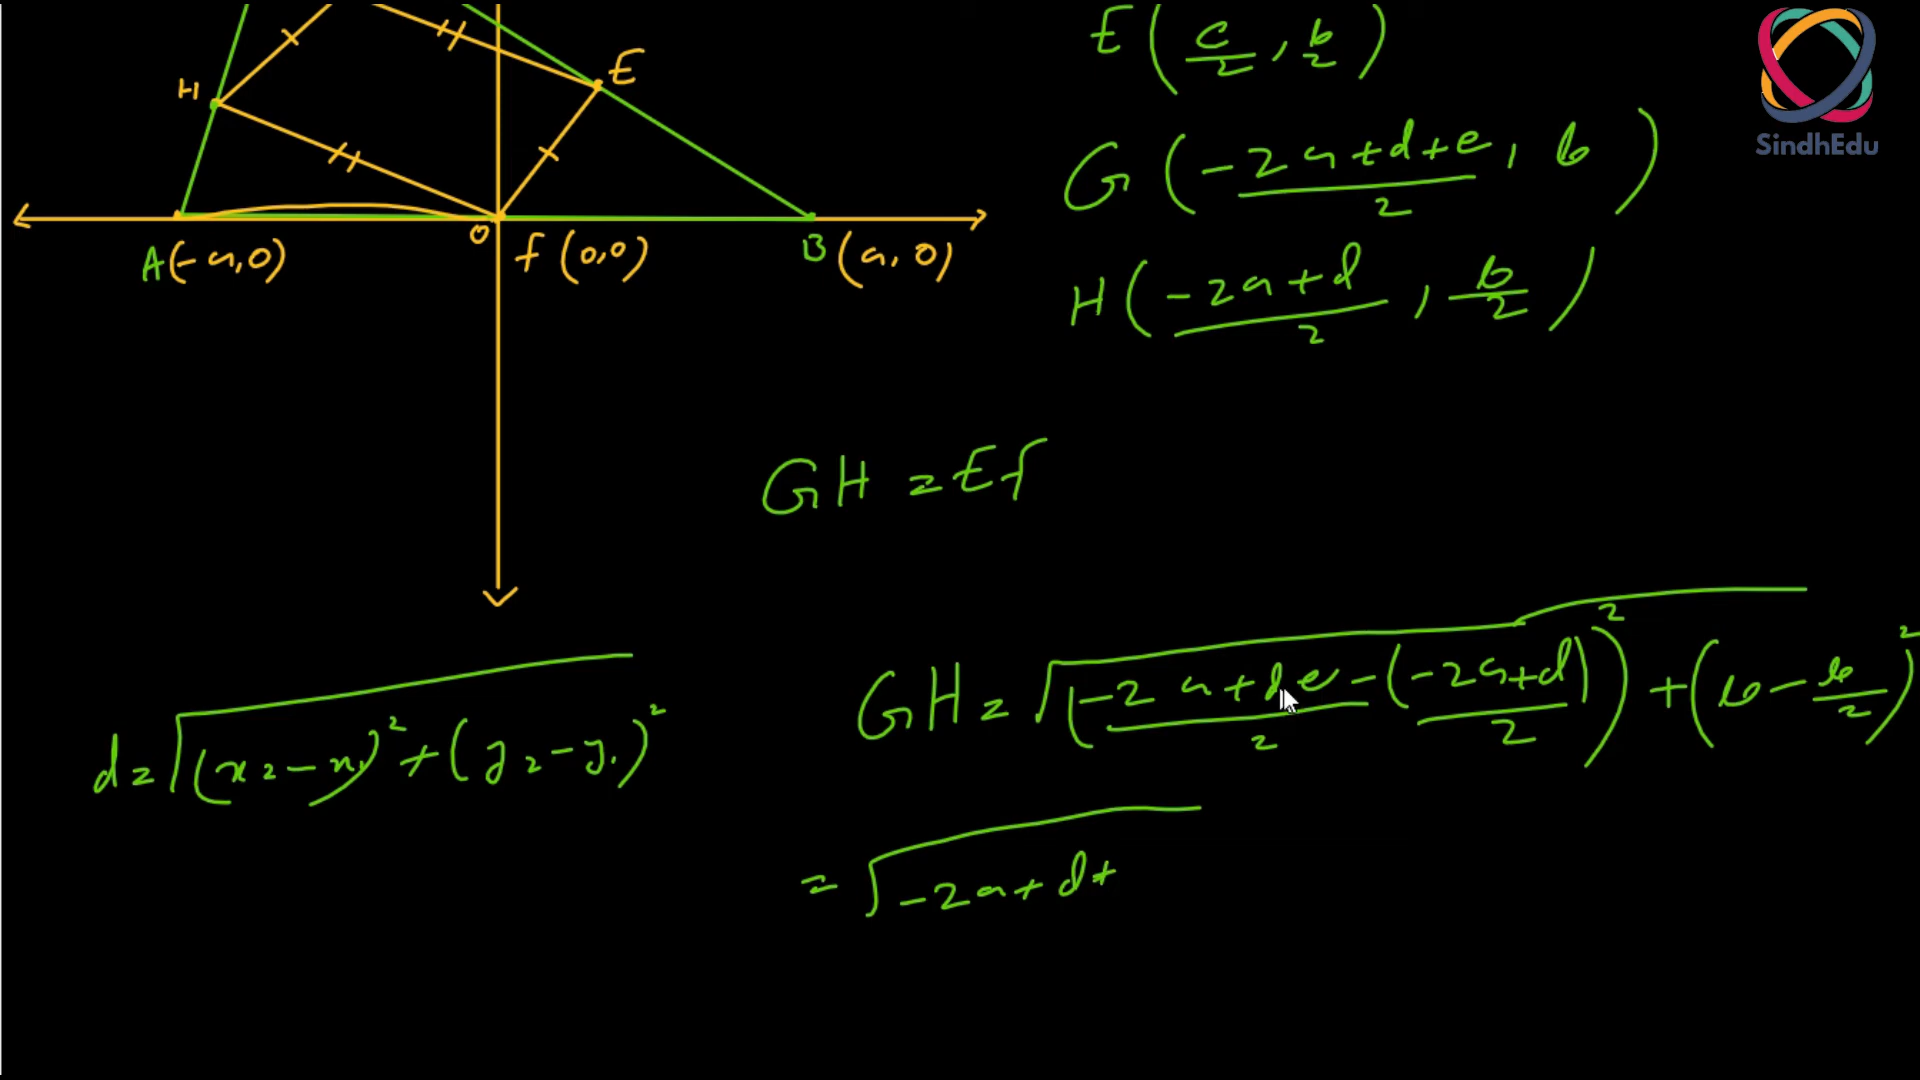 E (c/2, b/2)
SindhEdu
H
E
G (-2a+d+e/2, b)
A(-a,0)
O
f (0,0)
B (a, 0)
H (-2a+d/2, b/2)
GH = Ef
GH = √(-2a+de/2 - (-2a+d)/2)² + (b - b/2)²
d = √(x2 - x1)² + (y2 - y1)²
= √-2a + d+